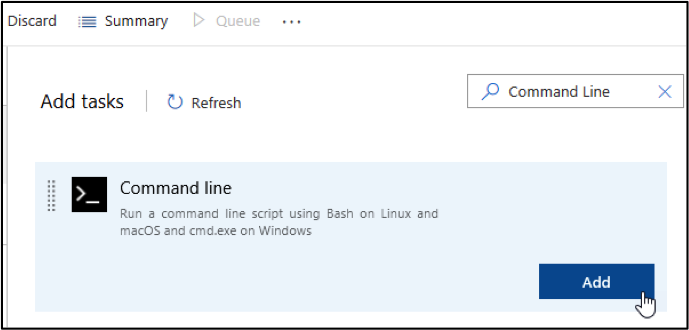 Discard Summary Queue ...
Add tasks Refresh Command Line
Command line
Run a command line script using Bash on Linux and
macOS and cmd.exe on Windows
Add